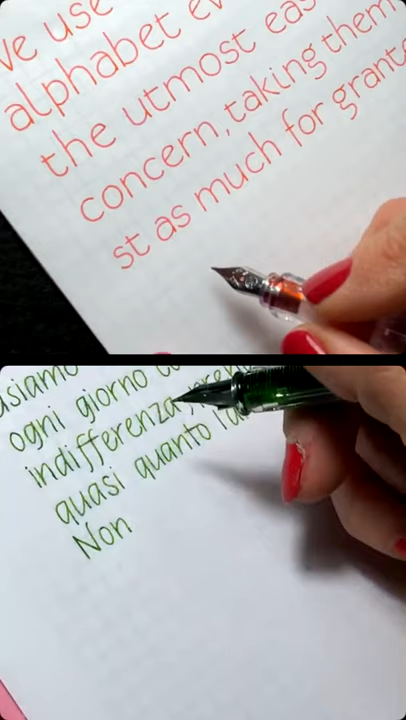 ve use
alphabet ev
the utmost eas
concern, taking them
st as much for grante
usiamo
ogni giorno
indifferenza,
quasi quanto
Non